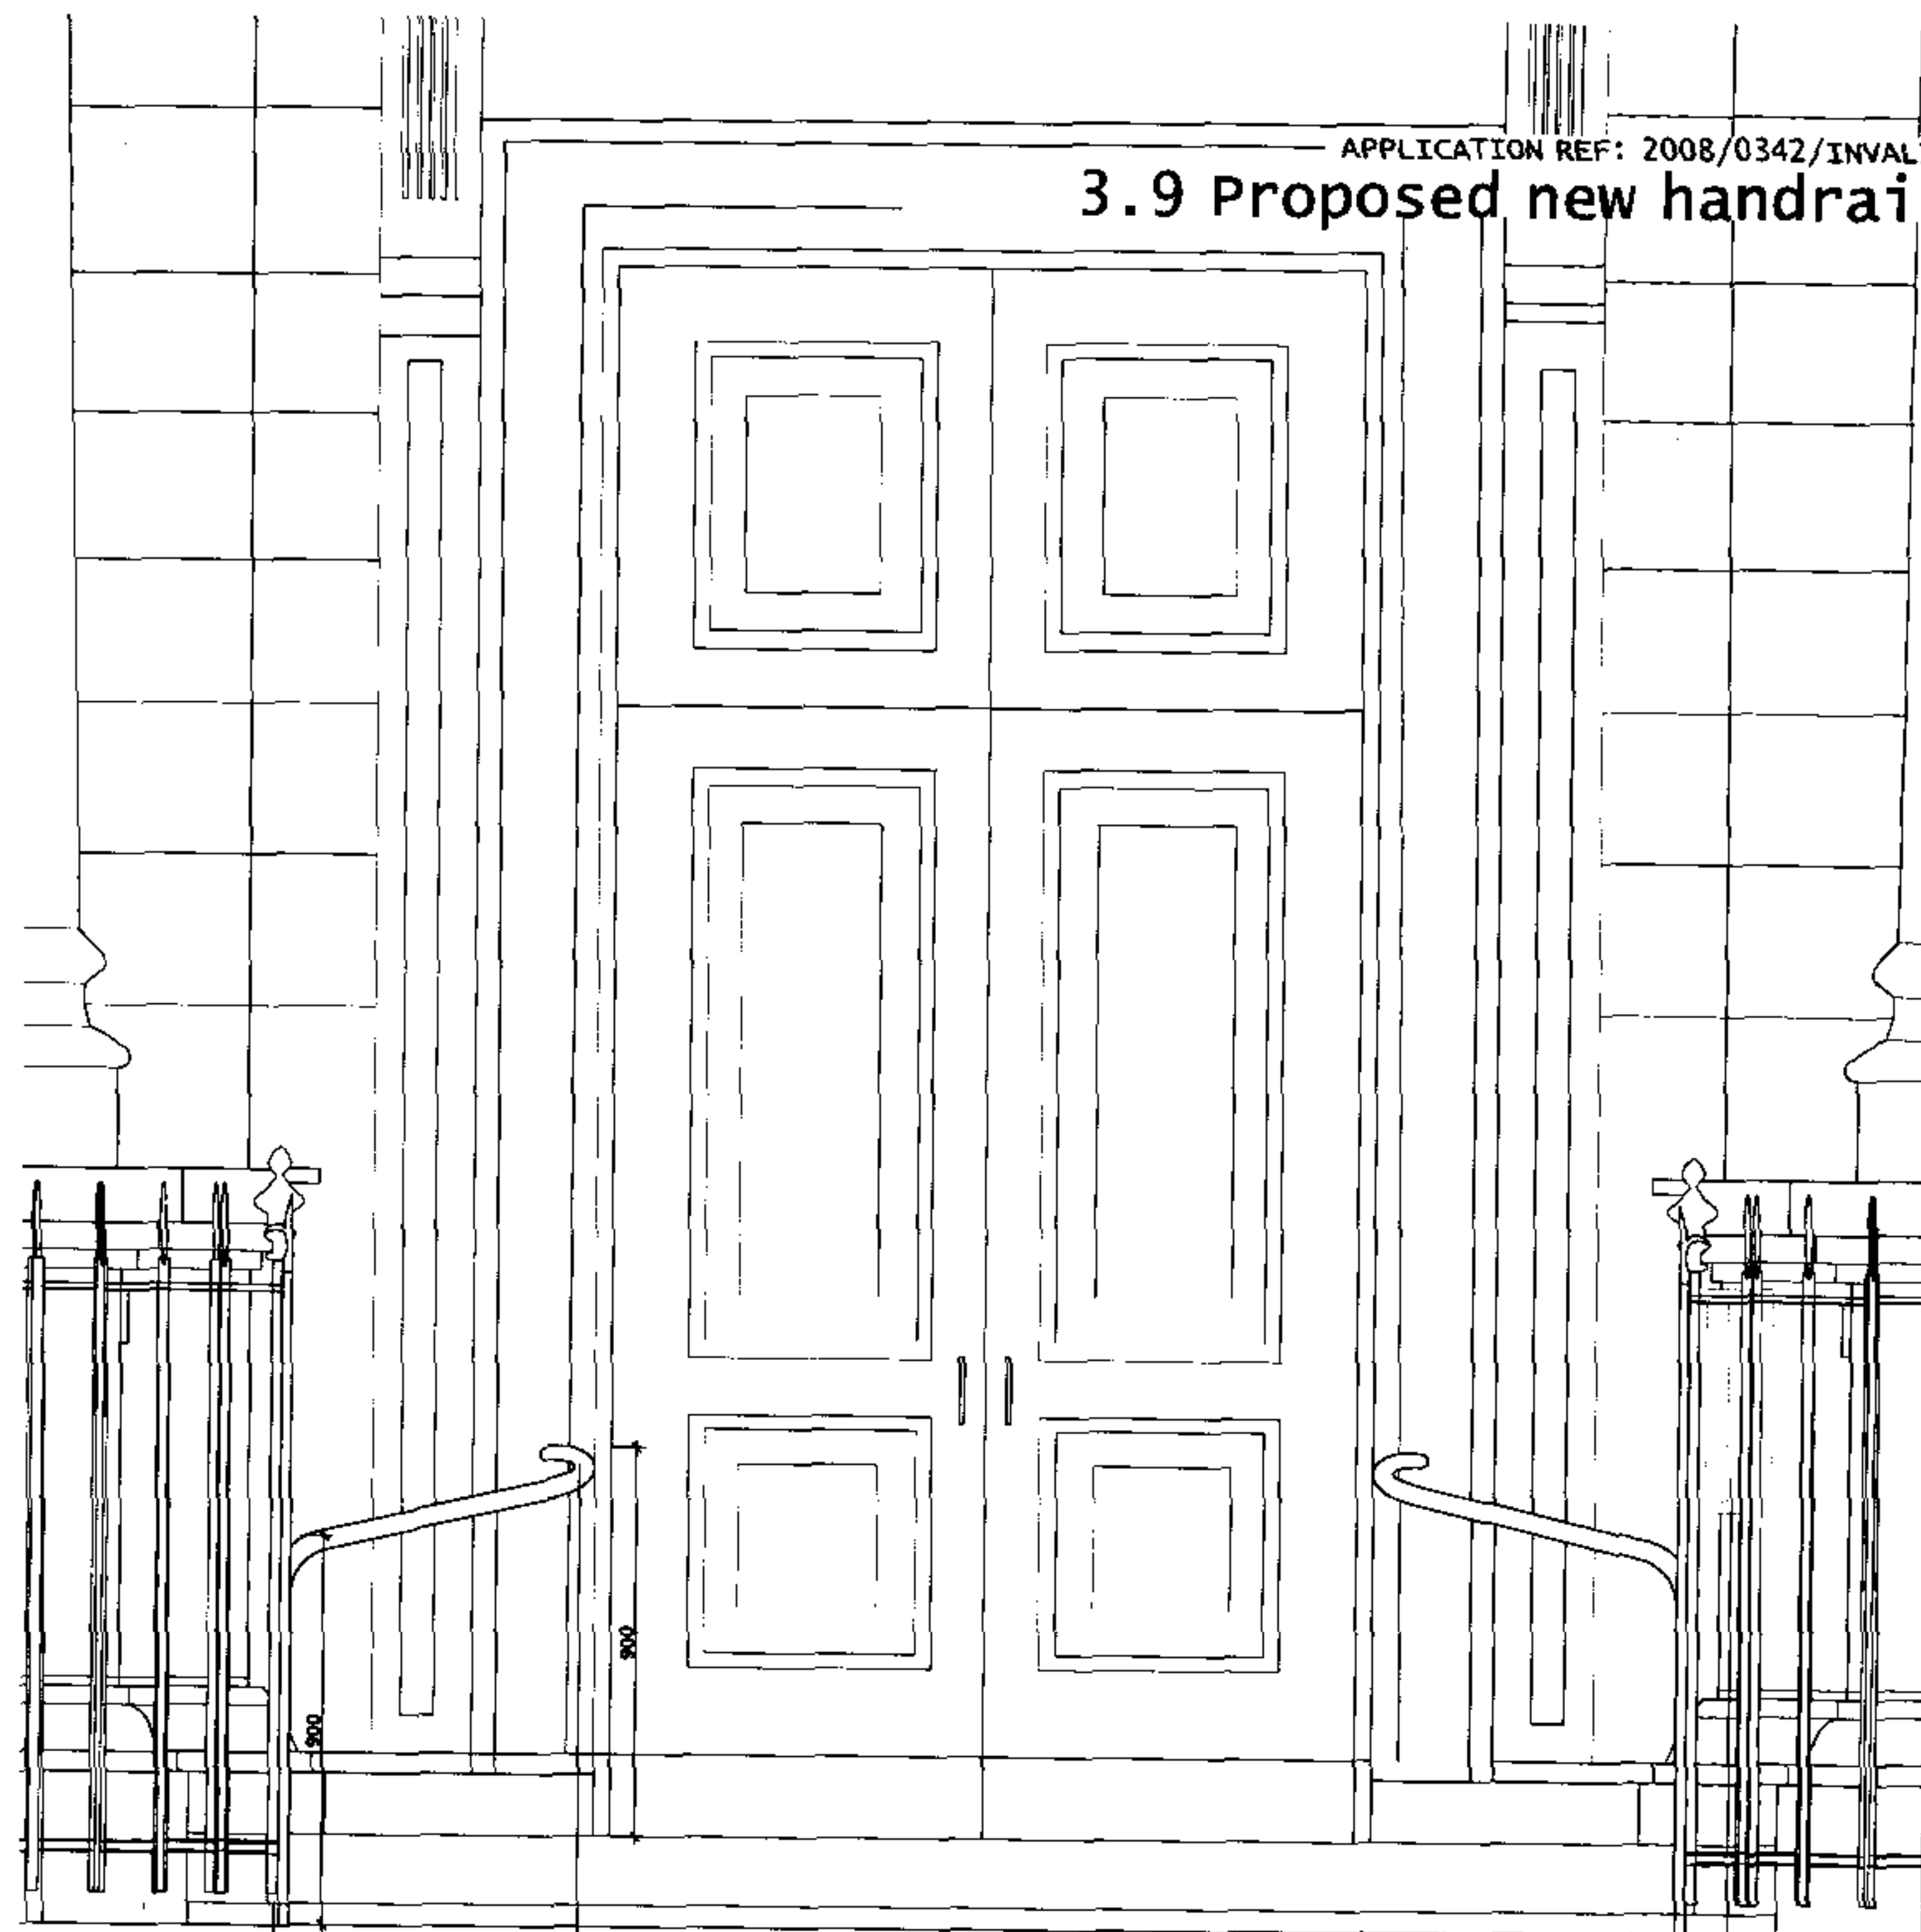 APPLICATION REF: 2008/0342/INVAL
3.9 Proposed new handrai
900
900